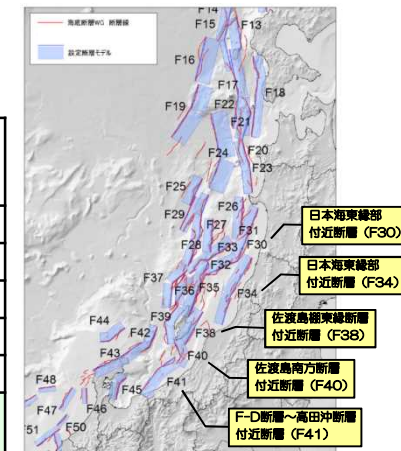 F14
F15
F13
海底断層WG 断層線
設定断層モデル
F16
F17
F18
F19
F22
F21
F20
F24
F23
F25
F26
F29
F27
F31
F28
F33
F30
F32
F37
F36
F35
F34
F39
F44
F42
F38
F43
F40
F48
F45
F41
F47
F46
F50
F51
日本海東縁部
付近断層（F30）
日本海東縁部
付近断層（F34）
佐渡島棚東縁断層
付近断層（F38）
佐渡島南方断層
付近断層（F40）
F-D断層～高田沖断層
付近断層（F41）